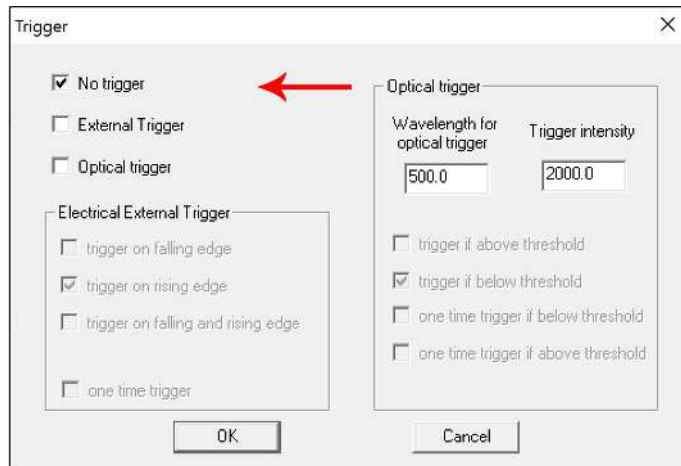 Trigger
No trigger
External Trigger
Optical trigger
Electrical External Trigger
trigger on falling edge
trigger on rising edge
trigger on falling and rising edge
one time trigger
Optical trigger
Wavelength for
optical trigger
500.0
Trigger intensity
2000.0
trigger if above threshold
trigger if below threshold
one time trigger if below threshold
one time trigger if above threshold
OK
Cancel